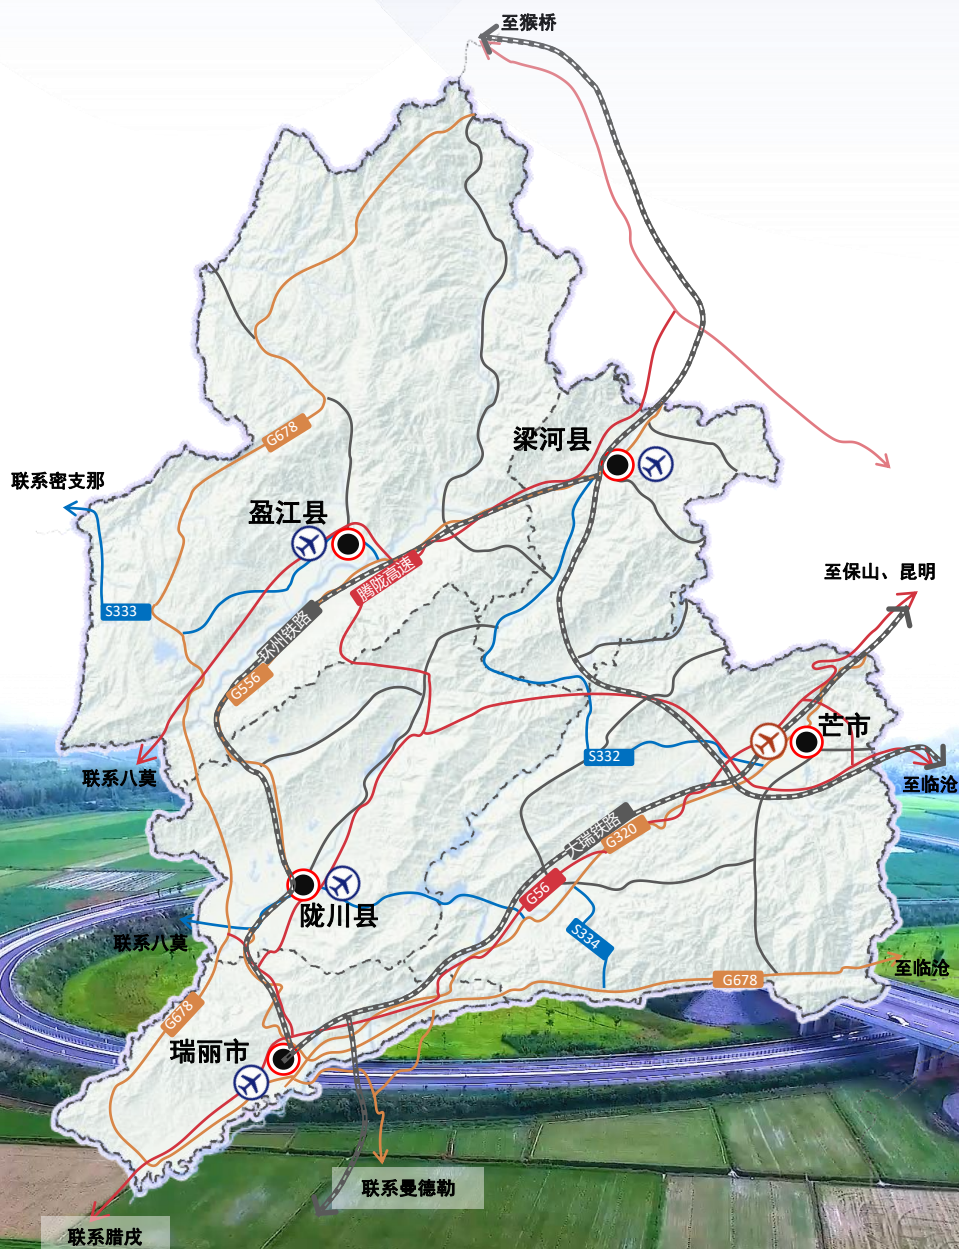 至猴桥
梁河县
G678
联系密支那
盈江县
至保山、昆明
腾陇高速
S333
环州铁路
G556
芒市
S332
联系八莫
至临沧
大瑞铁路
G320
G56
陇川县
联系八莫
S334
至临沧
G678
G678
瑞丽市
联系曼德勒
联系腊戌